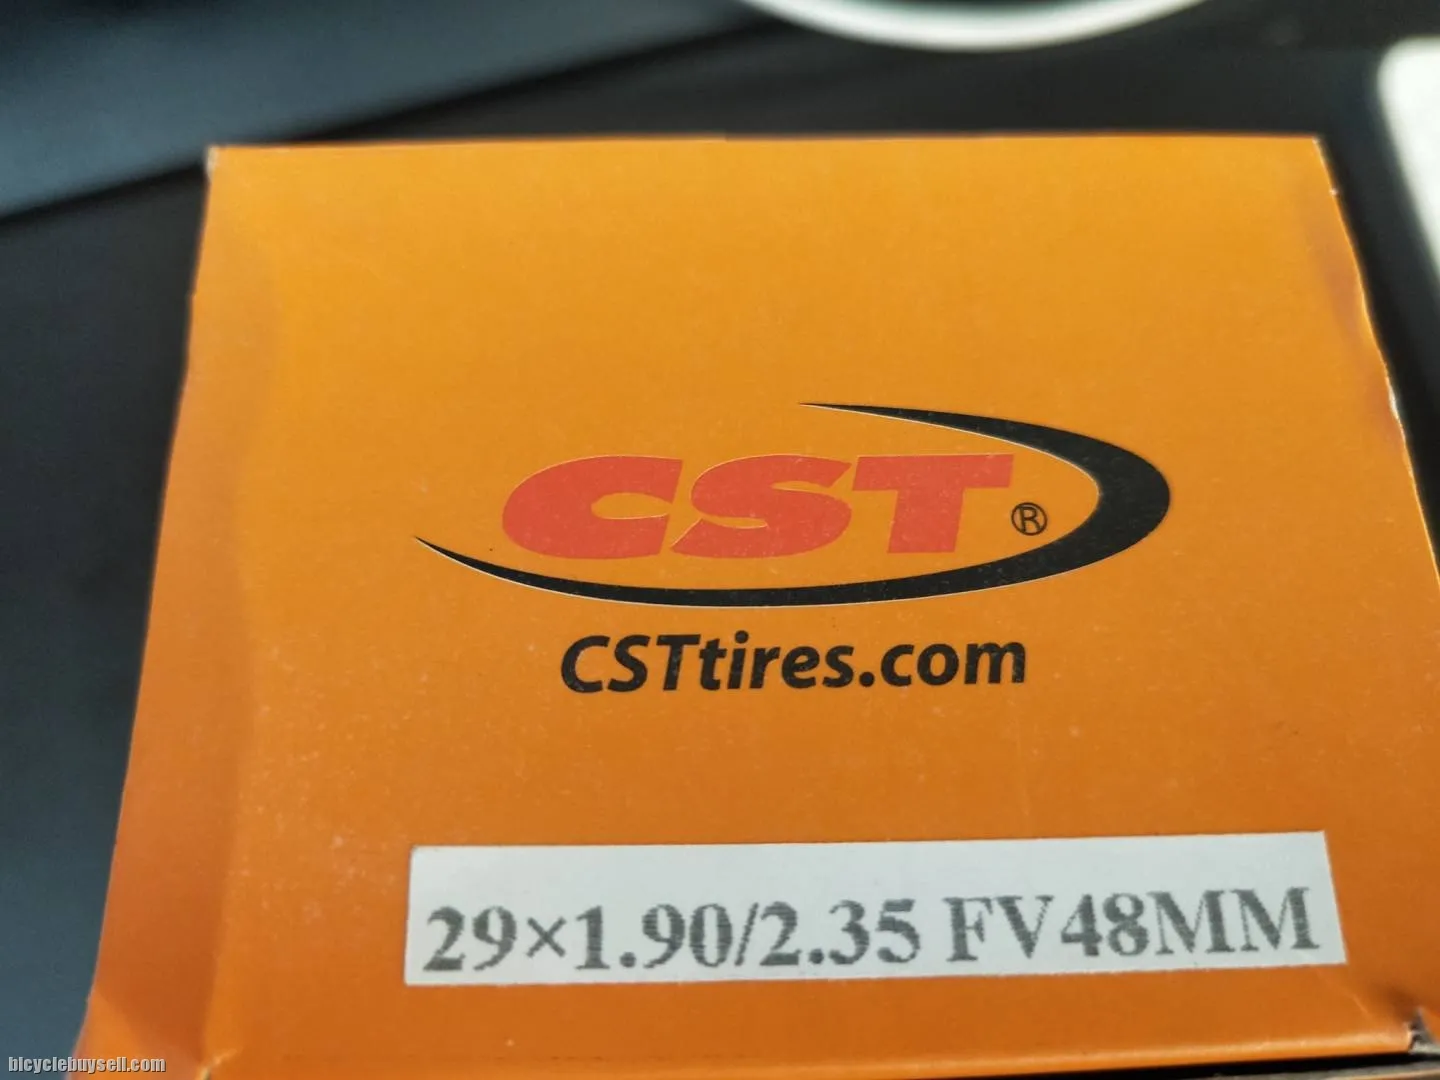 CST®
CSTtires.com
29×1.90/2.35 FV48MM
bicyclebuysell.com